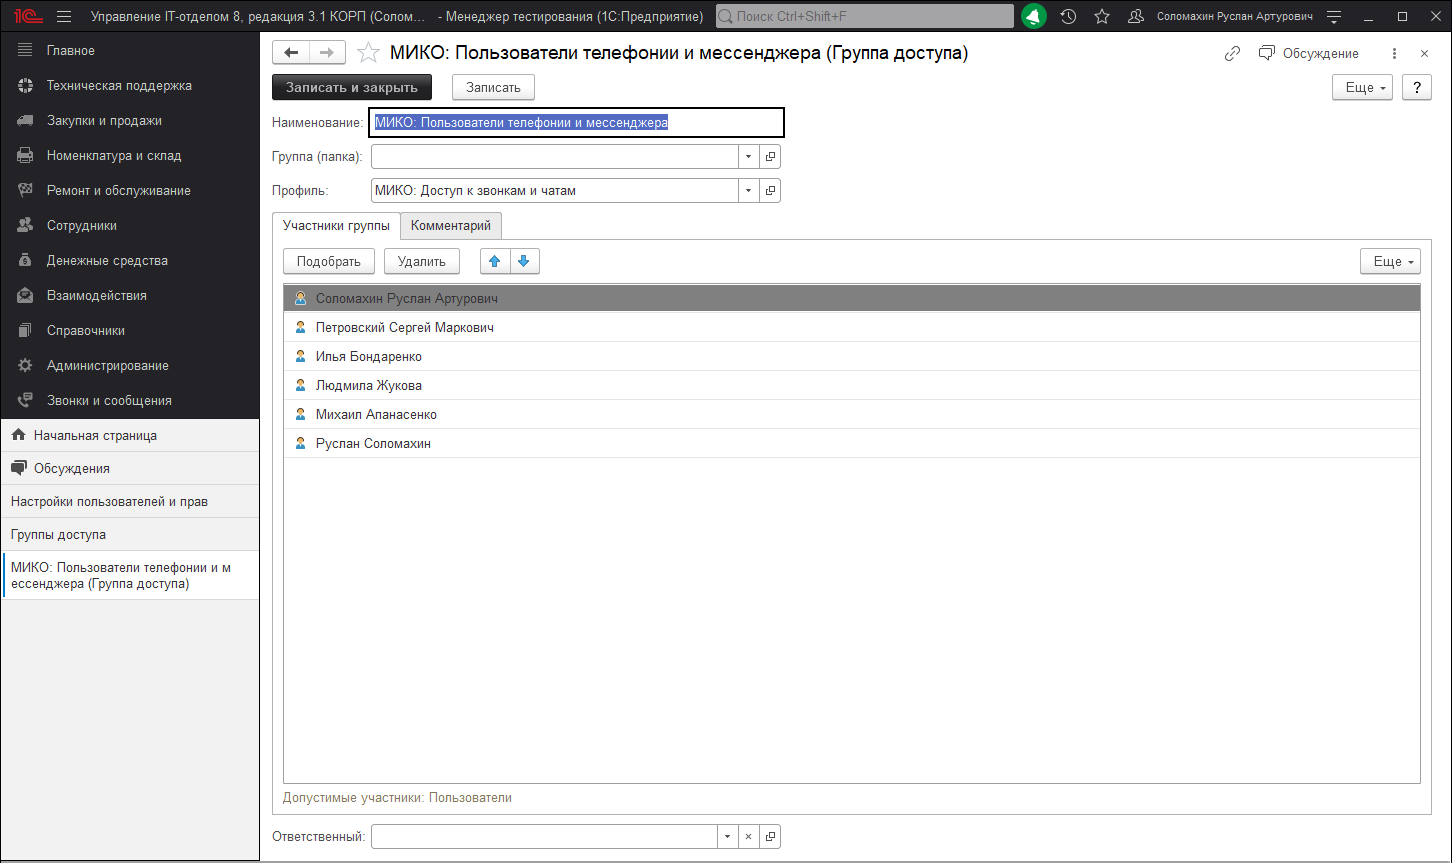 1С Управление IT-отделом 8, редакция 3.1 КОРП (Солом... - Менеджер тестирования (1С:Предприятие) Поиск Ctrl+Shift+F Соломахин Руслан Артурович
Главное
Техническая поддержка
Закупки и продажи
Номенклатура и склад
Ремонт и обслуживание
Сотрудники
Денежные средства
Взаимодействия
Справочники
Администрирование
Звонки и сообщения
Начальная страница
Обсуждения
Настройки пользователей и прав
Группы доступа
МИКО: Пользователи телефонии и м
ессенджера (Группа доступа)
МИКО: Пользователи телефонии и мессенджера (Группа доступа) Обсуждение
Записать и закрыть Записать Еще ?
Наименование: МИКО: Пользователи телефонии и мессенджера
Группа (папка):
Профиль: МИКО: Доступ к звонкам и чатам
Участники группы Комментарий
Подобрать Удалить Еще
Соломахин Руслан Артурович
Петровский Сергей Маркович
Илья Бондаренко
Людмила Жукова
Михаил Апанасенко
Руслан Соломахин
Допустимые участники: Пользователи
Ответственный: